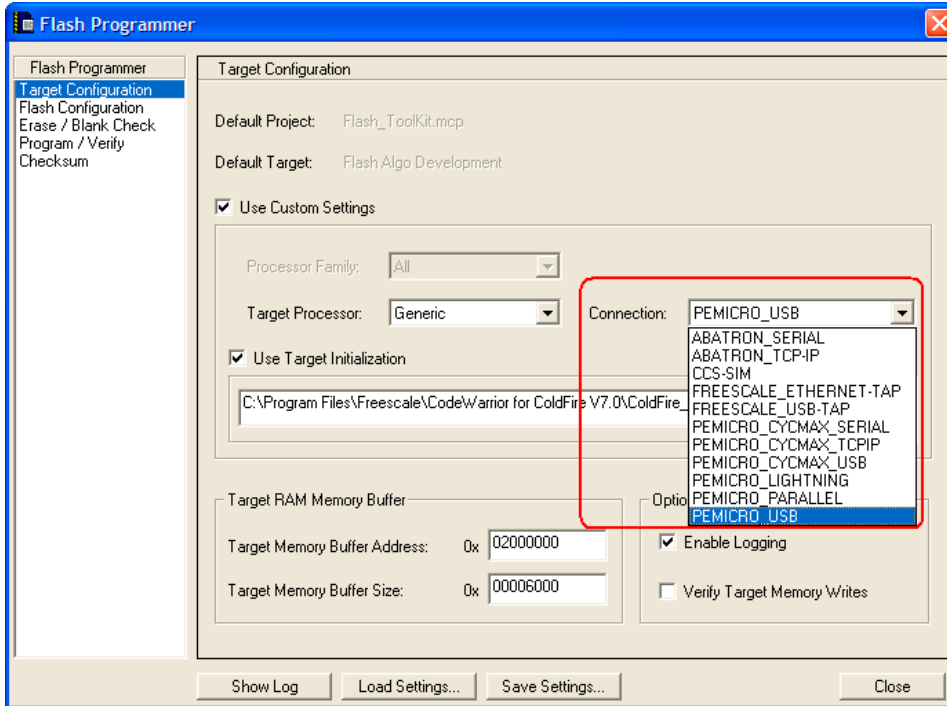 Flash Programmer
Flash Programmer
Target Configuration
Flash Configuration
Erase / Blank Check
Program / Verify
Checksum
Target Configuration
Default Project: Flash_ToolKit.mcp
Default Target: Flash Algo Development
Use Custom Settings
Processor Family: All
Target Processor: Generic
Connection: PEMICRO_USB
ABATRON_SERIAL
ABATRON_TCP-IP
CCS-SIM
FREESCALE_ETHERNET-TAP
FREESCALE_USB-TAP
PEMICRO_CYCMAX_SERIAL
PEMICRO_CYCMAX_TCPIP
PEMICRO_CYCMAX_USB
PEMICRO_LIGHTNING
PEMICRO_PARALLEL
PEMICRO_USB
Use Target Initialization
C:\Program Files\Freescale\CodeWarrior for ColdFire V7.0\ColdFire_
Target RAM Memory Buffer
Target Memory Buffer Address: 0x 02000000
Target Memory Buffer Size: 0x 00006000
Optio
Enable Logging
Verify Target Memory Writes
Show Log
Load Settings...
Save Settings...
Close